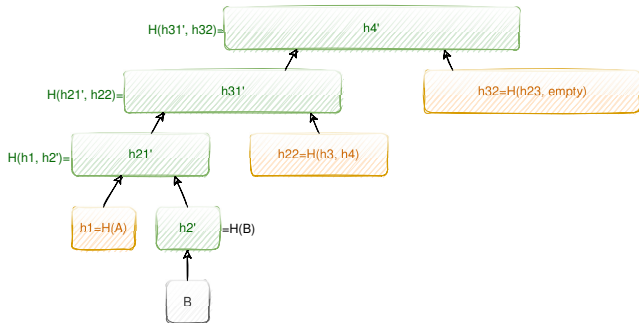 H(h31', h32)= h4'
H(h21', h22)= h31' h32=H(h23, empty)
H(h1, h2')= h21' h22=H(h3, h4)
h1=H(A) h2' =H(B)
B